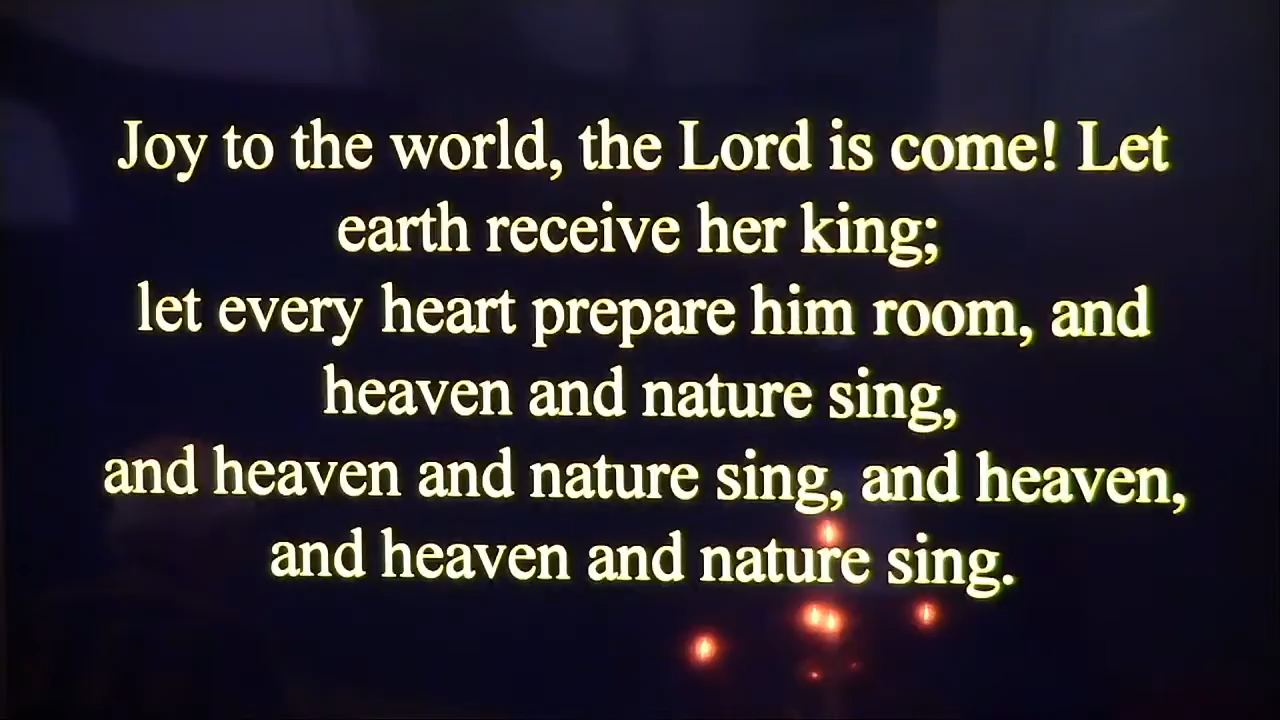 Joy to the world, the Lord is come! Let
earth receive her king;
let every heart prepare him room, and
heaven and nature sing,
and heaven and nature sing, and heaven,
and heaven and nature sing.